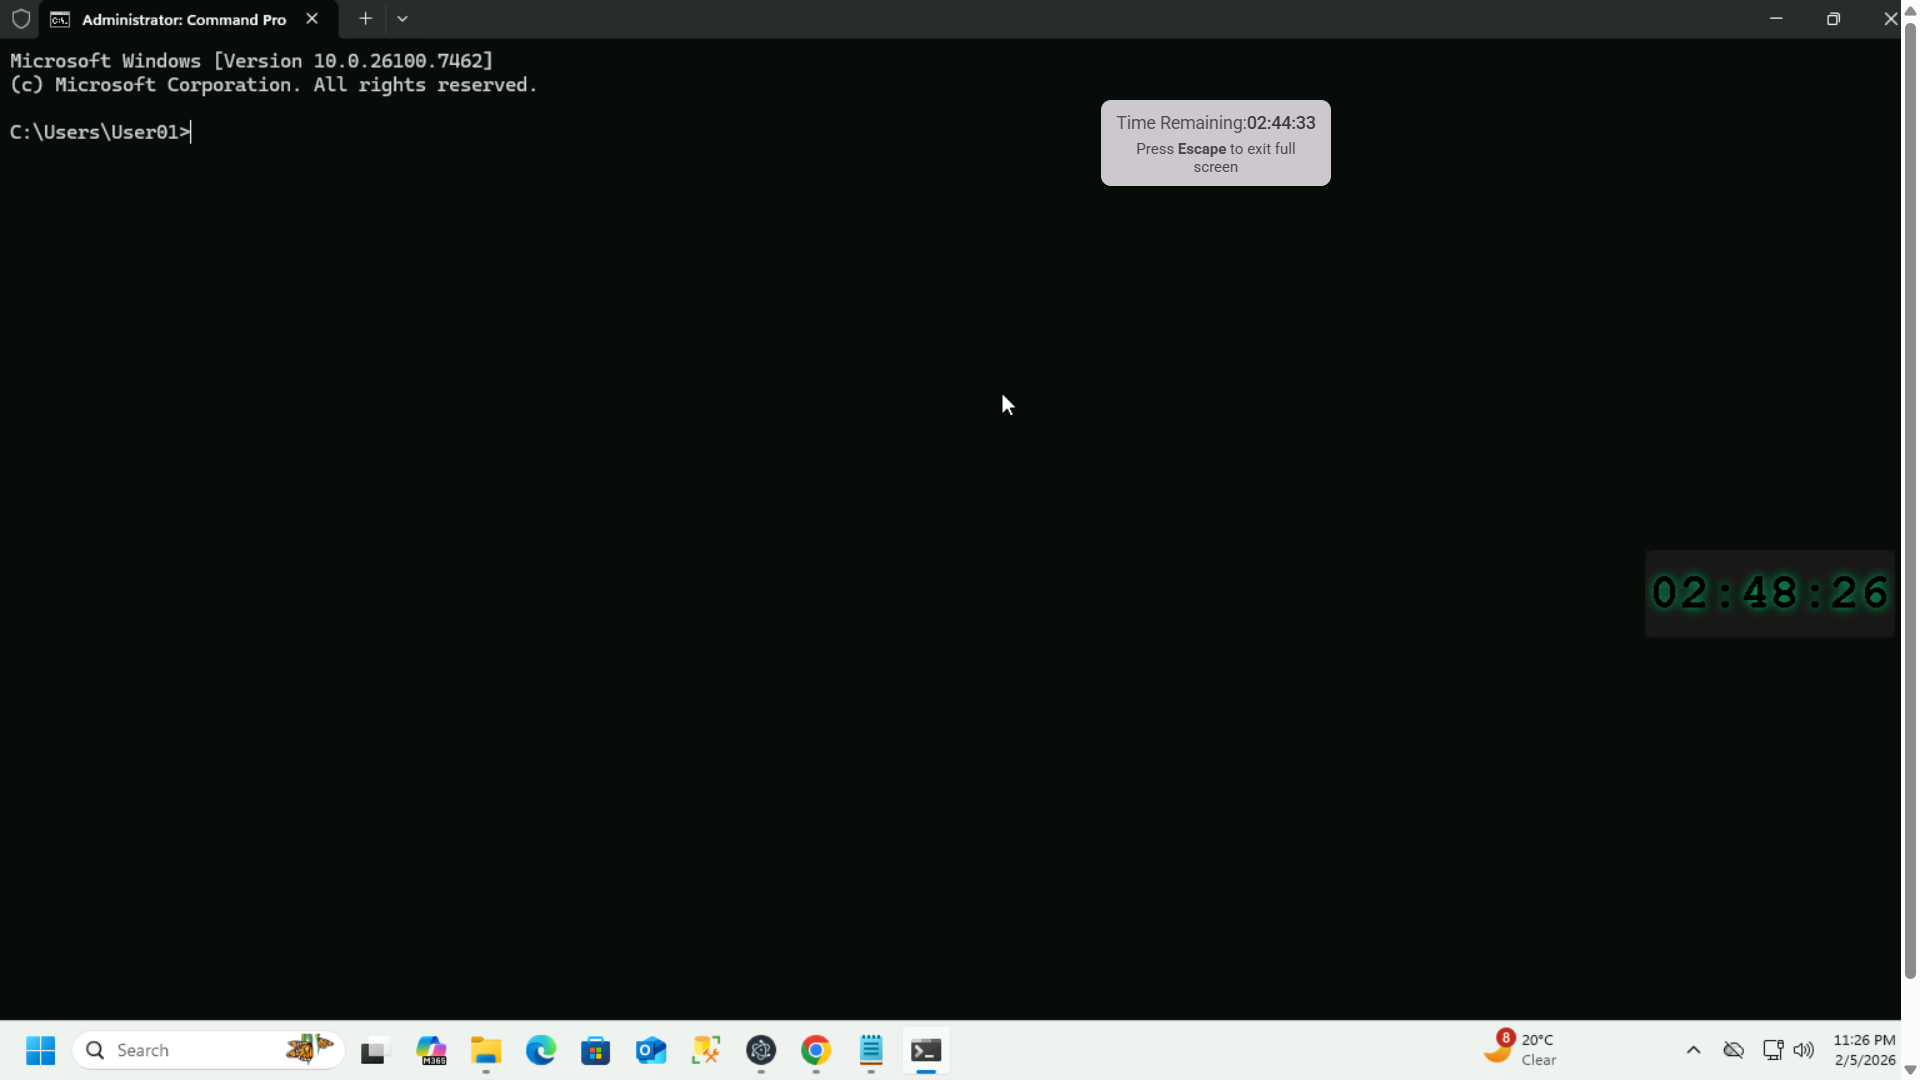 Administrator: Command Pro
Microsoft Windows [Version 10.0.26100.7462]
(c) Microsoft Corporation. All rights reserved.
C:\Users\User01>
Time Remaining:02:44:33
Press Escape to exit full
screen
02:48:26
Search
M365
8
20°C
Clear
11:26 PM
2/5/2026